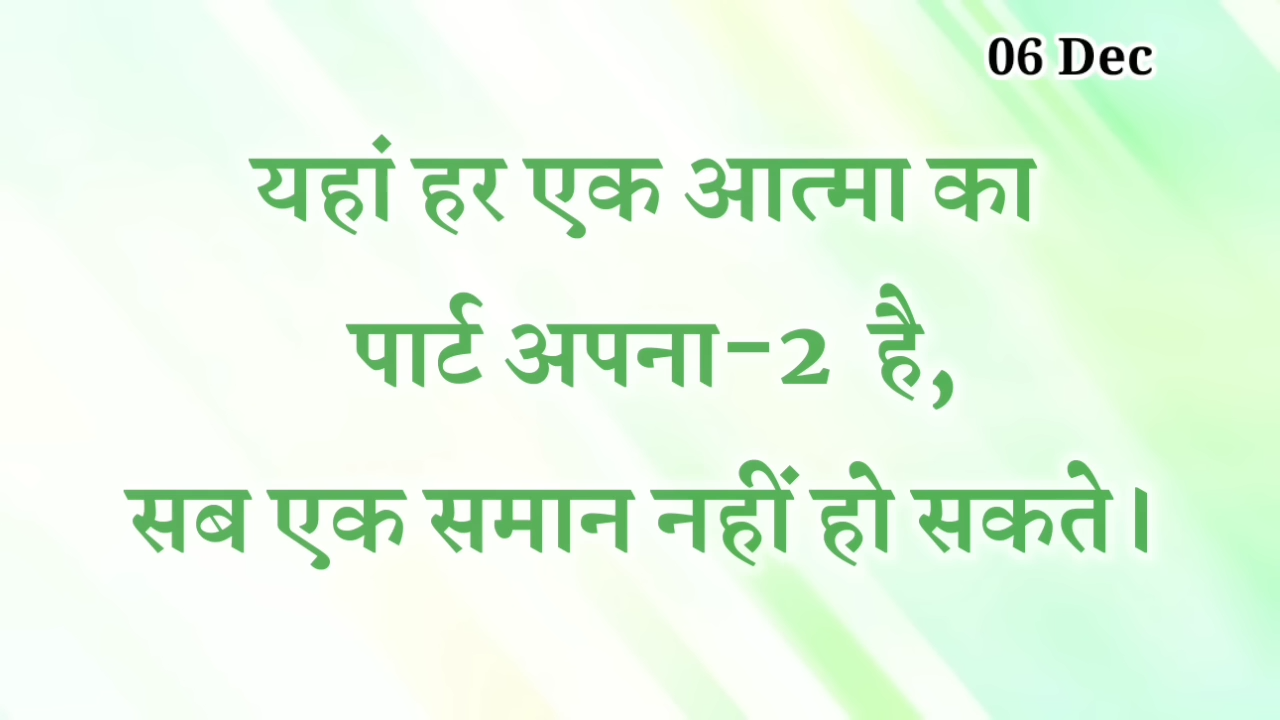 06 Dec
यहां हर एक आत्मा का
पार्ट अपना-2 है,
सब एक समान नहीं हो सकते।